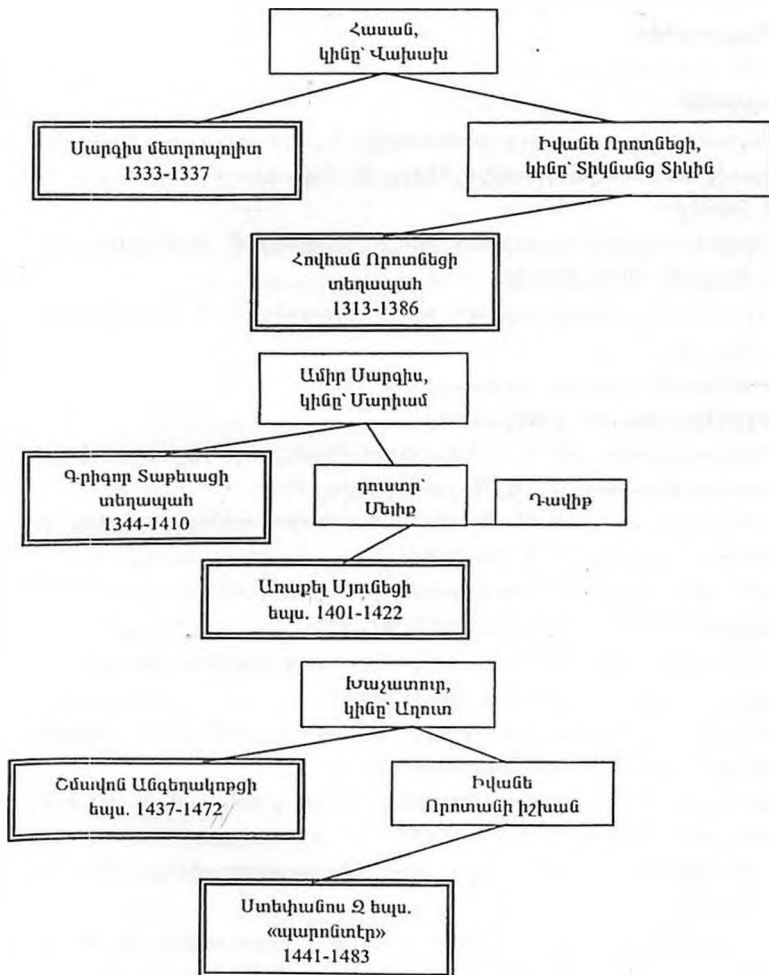 Հասան,
կինը՝ Վախախ
Սարգիս մետրոպոլիտ
1333-1337
Իվանե Որոտնեցի,
կինը՝ Տիկնանց Տիկին
Հովհան Որոտնեցի
տեղապահ
1313-1386
Ամիր Սարգիս,
կինը՝ Մարիամ
Գրիգոր Տաթևացի
տեղապահ
1344-1410
դուստր՝
Մելիք
Դավիթ
Առաքել Սյունեցի
եպս. 1401-1422
Խաչատուր,
կինը՝ Աղուտ
Շմավոն Անգեղակոթցի
եպս. 1437-1472
Իվանե
Որոտանի իշխան
Ստեփանոս Զ եպս.
«պարոնտէր»
1441-1483